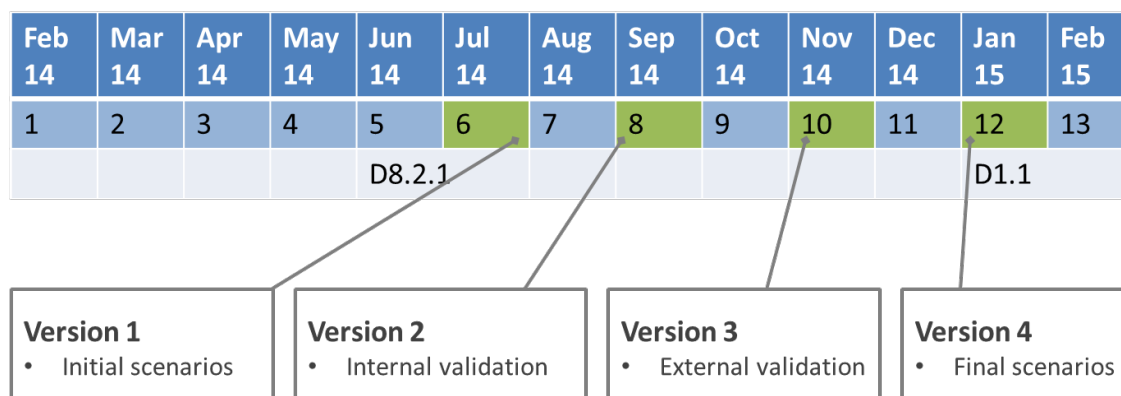 Feb Mar Apr May Jun Jul Aug Sep Oct Nov Dec Jan Feb
14 14 14 14 14 14 14 14 14 14 14 15 15
1 2 3 4 5 6 7 8 9 10 11 12 13
D8.2.1 D1.1
Version 1
• Initial scenarios
Version 2
• Internal validation
Version 3
• External validation
Version 4
• Final scenarios